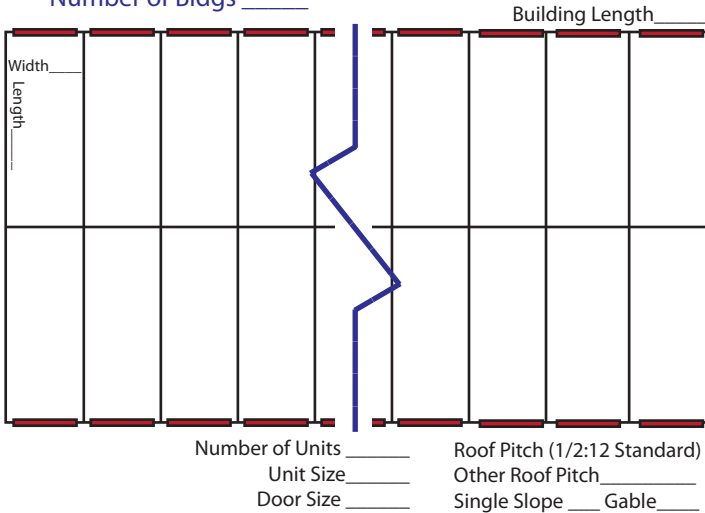 Number of Bldgs _____
Building Length_____
Width____
Length____
Number of Units ______
Unit Size______
Door Size ______
Roof Pitch (1/2:12 Standard)
Other Roof Pitch_________
Single Slope ___ Gable____